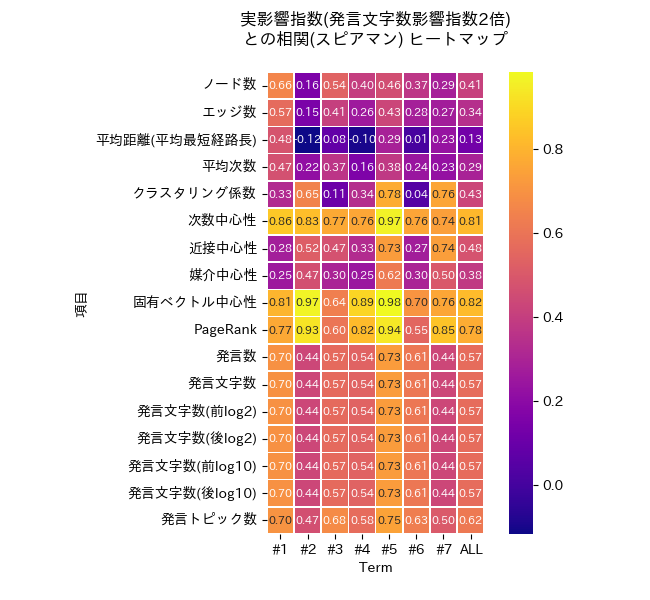 実影響指数(発言文字数影響指数2倍)
との相関(スピアマン) ヒートマップ
項目
ノード数 0.66 0.16 0.54 0.40 0.46 0.37 0.29 0.41
エッジ数 0.57 0.15 0.41 0.26 0.43 0.28 0.27 0.34
平均距離(平均最短経路長) 0.48 -0.12 0.08 -0.10 0.29 0.01 0.23 0.13
平均次数 0.47 0.22 0.37 0.16 0.38 0.24 0.23 0.29
クラスタリング係数 0.33 0.65 0.11 0.34 0.78 0.04 0.76 0.43
次数中心性 0.86 0.83 0.77 0.76 0.97 0.76 0.74 0.81
近接中心性 0.28 0.52 0.47 0.33 0.73 0.27 0.74 0.48
媒介中心性 0.25 0.47 0.30 0.25 0.62 0.30 0.50 0.38
固有ベクトル中心性 0.81 0.97 0.64 0.89 0.98 0.70 0.76 0.82
PageRank 0.77 0.93 0.60 0.82 0.94 0.55 0.85 0.78
発言数 0.70 0.44 0.57 0.54 0.73 0.61 0.44 0.57
発言文字数 0.70 0.44 0.57 0.54 0.73 0.61 0.44 0.57
発言文字数(前log2) 0.70 0.44 0.57 0.54 0.73 0.61 0.44 0.57
発言文字数(後log2) 0.70 0.44 0.57 0.54 0.73 0.61 0.44 0.57
発言文字数(前log10) 0.70 0.44 0.57 0.54 0.73 0.61 0.44 0.57
発言文字数(後log10) 0.70 0.44 0.57 0.54 0.73 0.61 0.44 0.57
発言トピック数 0.70 0.47 0.68 0.58 0.75 0.63 0.50 0.62
#1 #2 #3 #4 #5 #6 #7 ALL
Term
0.8
0.6
0.4
0.2
0.0